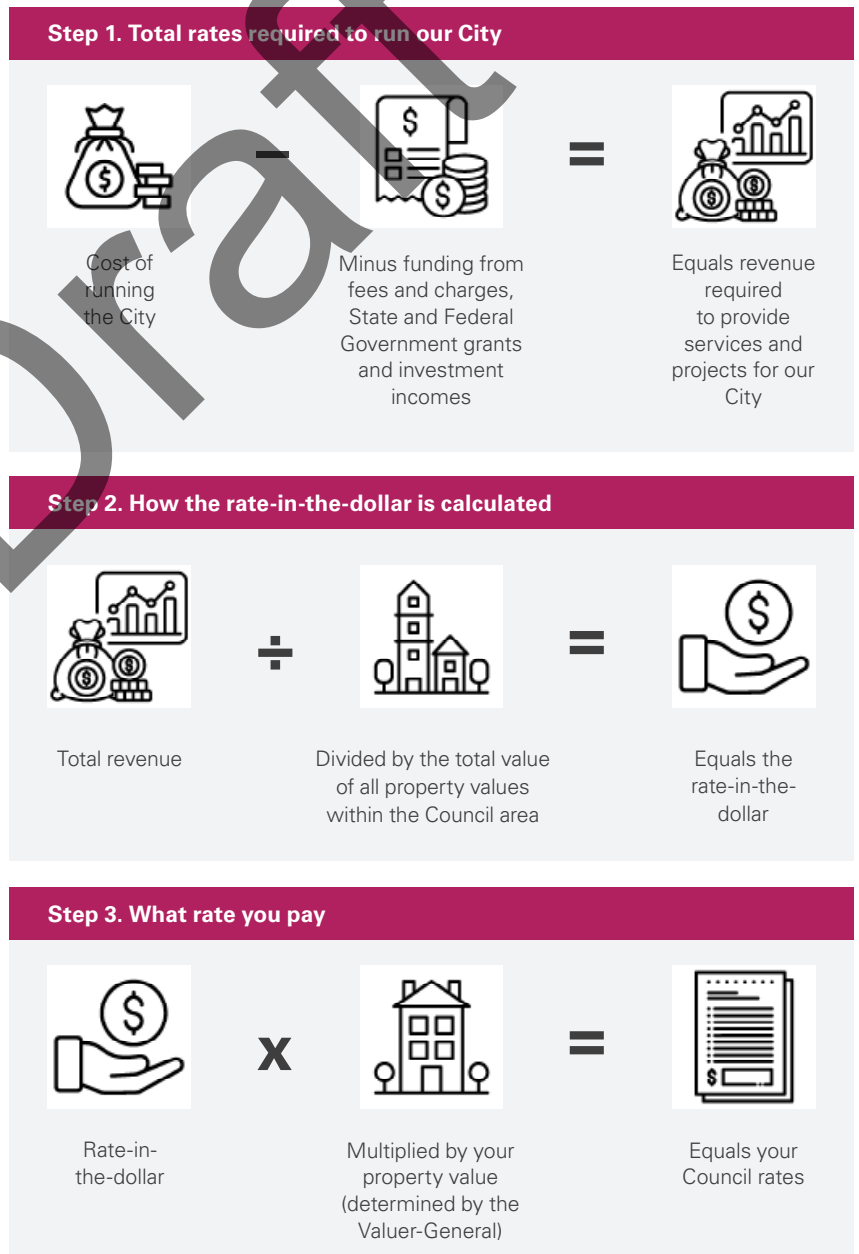 Draft
Step 1. Total rates required to run our City
$
–
$
$
=
$
$
Cost of
running
the City
Minus funding from
fees and charges,
State and Federal
Government grants
and investment
incomes
Equals revenue
required
to provide
services and
projects for our
City
Step 2. How the rate-in-the-dollar is calculated
$
$
÷
=
$
Total revenue
Divided by the total value
of all property values
within the Council area
Equals the
rate-in-the-
dollar
Step 3. What rate you pay
$
x
=
$
Rate-in-
the-dollar
Multiplied by your
property value
(determined by the
Valuer-General)
Equals your
Council rates